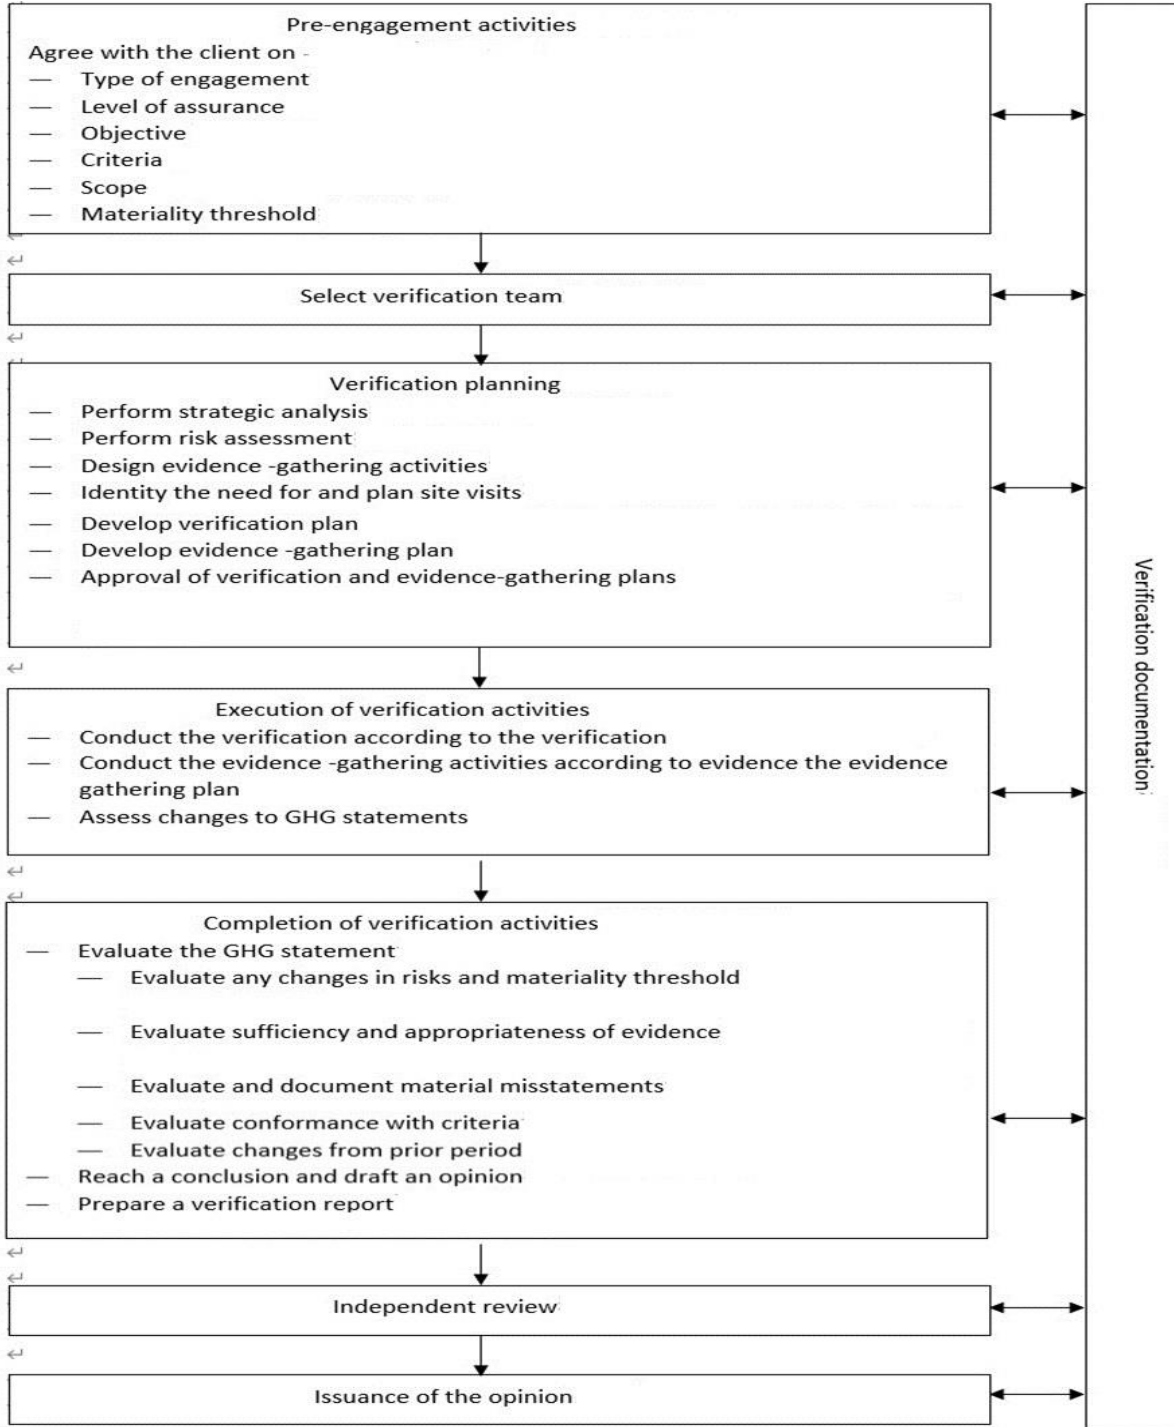 Pre-engagement activities
Agree with the client on -
— Type of engagement
— Level of assurance
— Objective
— Criteria
— Scope
— Materiality threshold
Select verification team
Verification planning
— Perform strategic analysis
— Perform risk assessment
— Design evidence -gathering activities
— Identity the need for and plan site visits
— Develop verification plan
— Develop evidence -gathering plan
— Approval of verification and evidence-gathering plans
Execution of verification activities
— Conduct the verification according to the verification
— Conduct the evidence -gathering activities according to evidence the evidence
gathering plan
— Assess changes to GHG statements
Completion of verification activities
— Evaluate the GHG statement
— Evaluate any changes in risks and materiality threshold
— Evaluate sufficiency and appropriateness of evidence
— Evaluate and document material misstatements
— Evaluate conformance with criteria
— Evaluate changes from prior period
— Reach a conclusion and draft an opinion
— Prepare a verification report
Independent review
Issuance of the opinion
Verification documentation